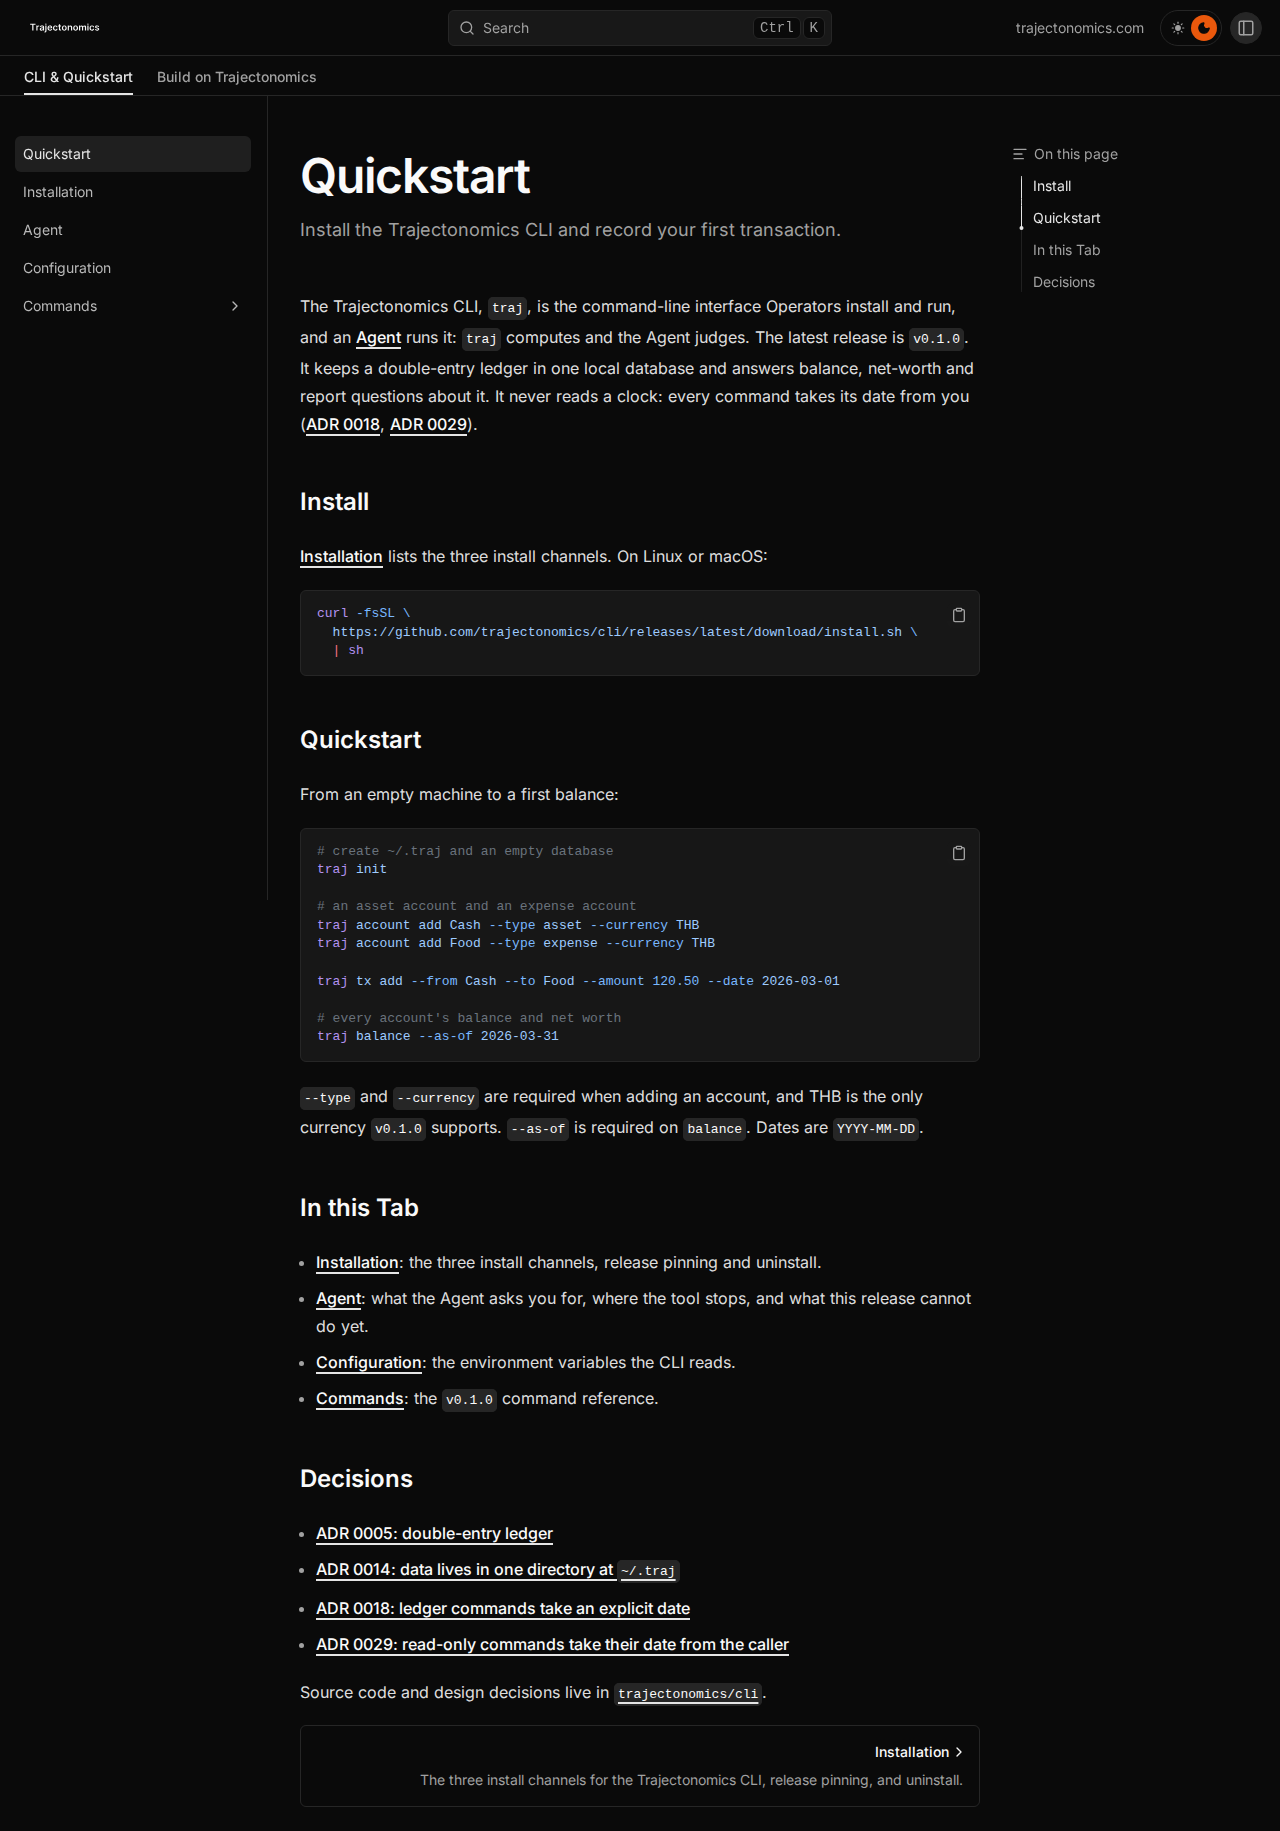 Trajectonomics
Search
Ctrl K
trajectonomics.com
CLI & Quickstart
Build on Trajectonomics
Quickstart
Installation
Agent
Configuration
Commands
Quickstart
Install the Trajectonomics CLI and record your first transaction.
The Trajectonomics CLI, traj, is the command-line interface Operators install and run,
and an Agent runs it: traj computes and the Agent judges. The latest release is v0.1.0.
It keeps a double-entry ledger in one local database and answers balance, net-worth and
report questions about it. It never reads a clock: every command takes its date from you
(ADR 0018, ADR 0029).
Install
Installation lists the three install channels. On Linux or macOS:
curl -fsSL \
  https://github.com/trajectonomics/cli/releases/latest/download/install.sh \
  | sh
Quickstart
From an empty machine to a first balance:
# create ~/.traj and an empty database
traj init
# an asset account and an expense account
traj account add Cash --type asset --currency THB
traj account add Food --type expense --currency THB
traj tx add --from Cash --to Food --amount 120.50 --date 2026-03-01
# every account's balance and net worth
traj balance --as-of 2026-03-31
--type and --currency are required when adding an account, and THB is the only
currency v0.1.0 supports. --as-of is required on balance. Dates are YYYY-MM-DD.
In this Tab
Installation: the three install channels, release pinning and uninstall.
Agent: what the Agent asks you for, where the tool stops, and what this release cannot
do yet.
Configuration: the environment variables the CLI reads.
Commands: the v0.1.0 command reference.
Decisions
ADR 0005: double-entry ledger
ADR 0014: data lives in one directory at ~/.traj
ADR 0018: ledger commands take an explicit date
ADR 0029: read-only commands take their date from the caller
Source code and design decisions live in trajectonomics/cli.
Installation
The three install channels for the Trajectonomics CLI, release pinning, and uninstall.
On this page
Install
Quickstart
In this Tab
Decisions